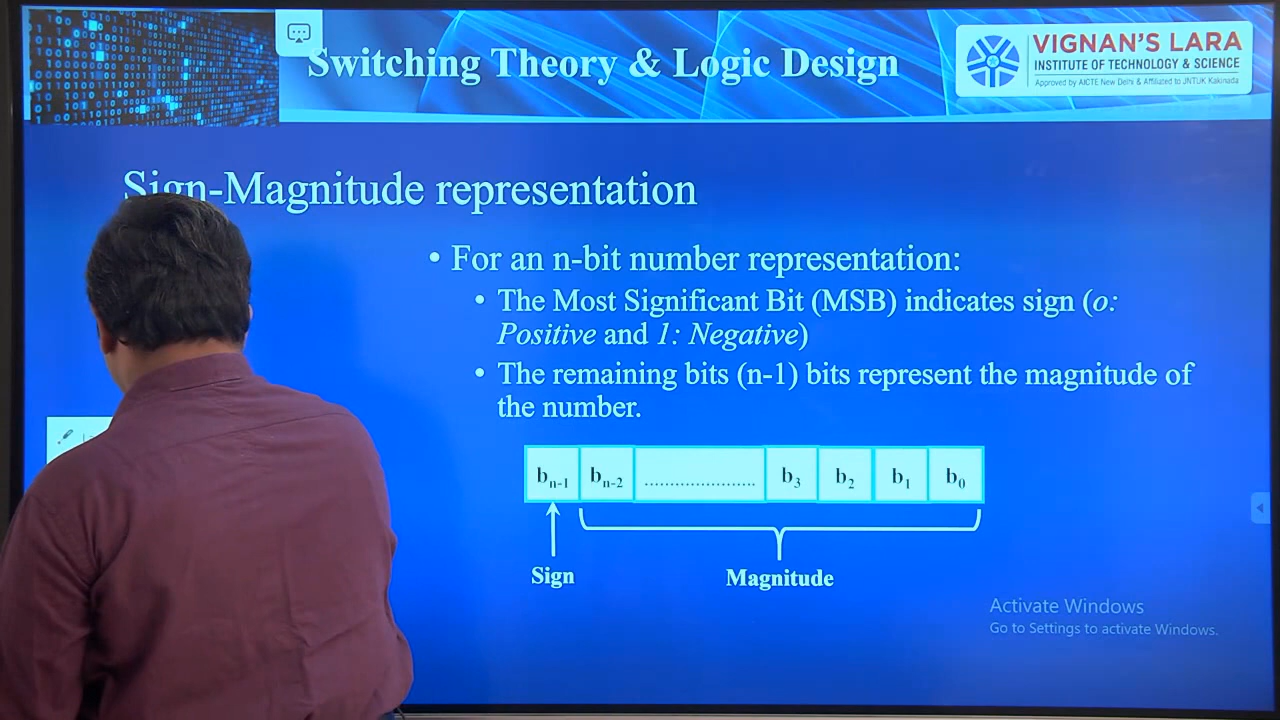 Switching Theory & Logic Design
VIGNAN'S LARA
INSTITUTE OF TECHNOLOGY & SCIENCE
Approved by AICTE New Delhi & Affiliated to JNTUK Kakinada
Sign-Magnitude representation
• For an n-bit number representation:
• The Most Significant Bit (MSB) indicates sign (o:
Positive and 1: Negative)
• The remaining bits (n-1) bits represent the magnitude of
the number.
bn-1 bn-2 ...................... b3 b2 b1 b0
Sign Magnitude
Activate Windows
Go to Settings to activate Windows.